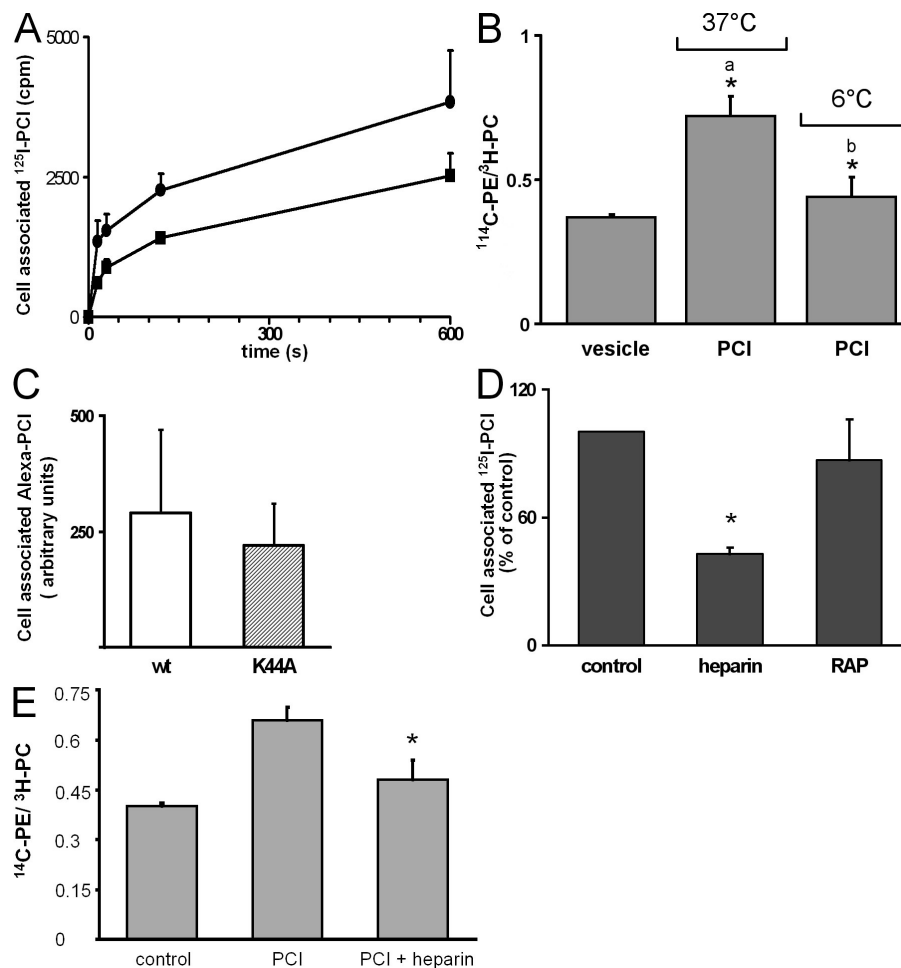 A
Cell associated ¹²⁵I-PCI (cpm)
5000
2500
0
0
300
600
time (s)
B
¹¹⁴C-PE/³H-PC
1
0.5
0
37°C
a
*
6°C
b
*
vesicle
PCI
PCI
C
Cell associated Alexa-PCI
( arbitrary units)
500
250
wt
K44A
D
Cell associated ¹²⁵I-PCI
(% of control)
120
60
0
*
control
heparin
RAP
E
¹⁴C-PE/ ³H-PC
0.75
0.6
0.45
0.3
0.15
0
*
control
PCI
PCI + heparin